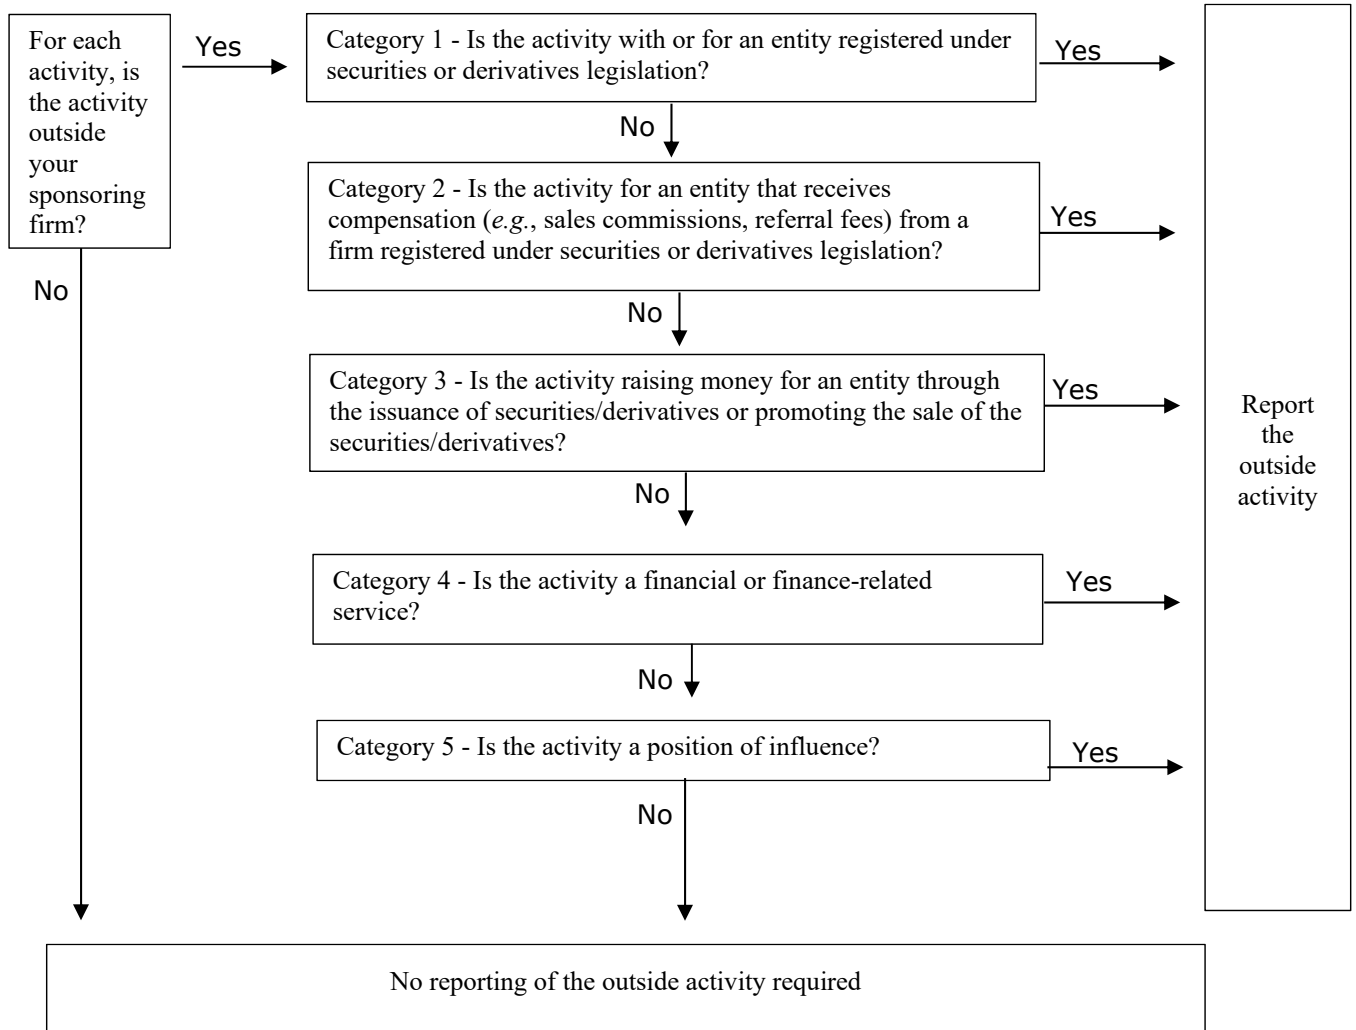 For each
activity, is
the activity
outside
your
sponsoring
firm?
Yes
Category 1 - Is the activity with or for an entity registered under
securities or derivatives legislation?
Yes
No
Category 2 - Is the activity for an entity that receives
compensation (e.g., sales commissions, referral fees) from a
firm registered under securities or derivatives legislation?
Yes
No
No
Category 3 - Is the activity raising money for an entity through
the issuance of securities/derivatives or promoting the sale of the
securities/derivatives?
Yes
Report
the
outside
activity
No
Category 4 - Is the activity a financial or finance-related
service?
Yes
No
Category 5 - Is the activity a position of influence?
Yes
No
No reporting of the outside activity required